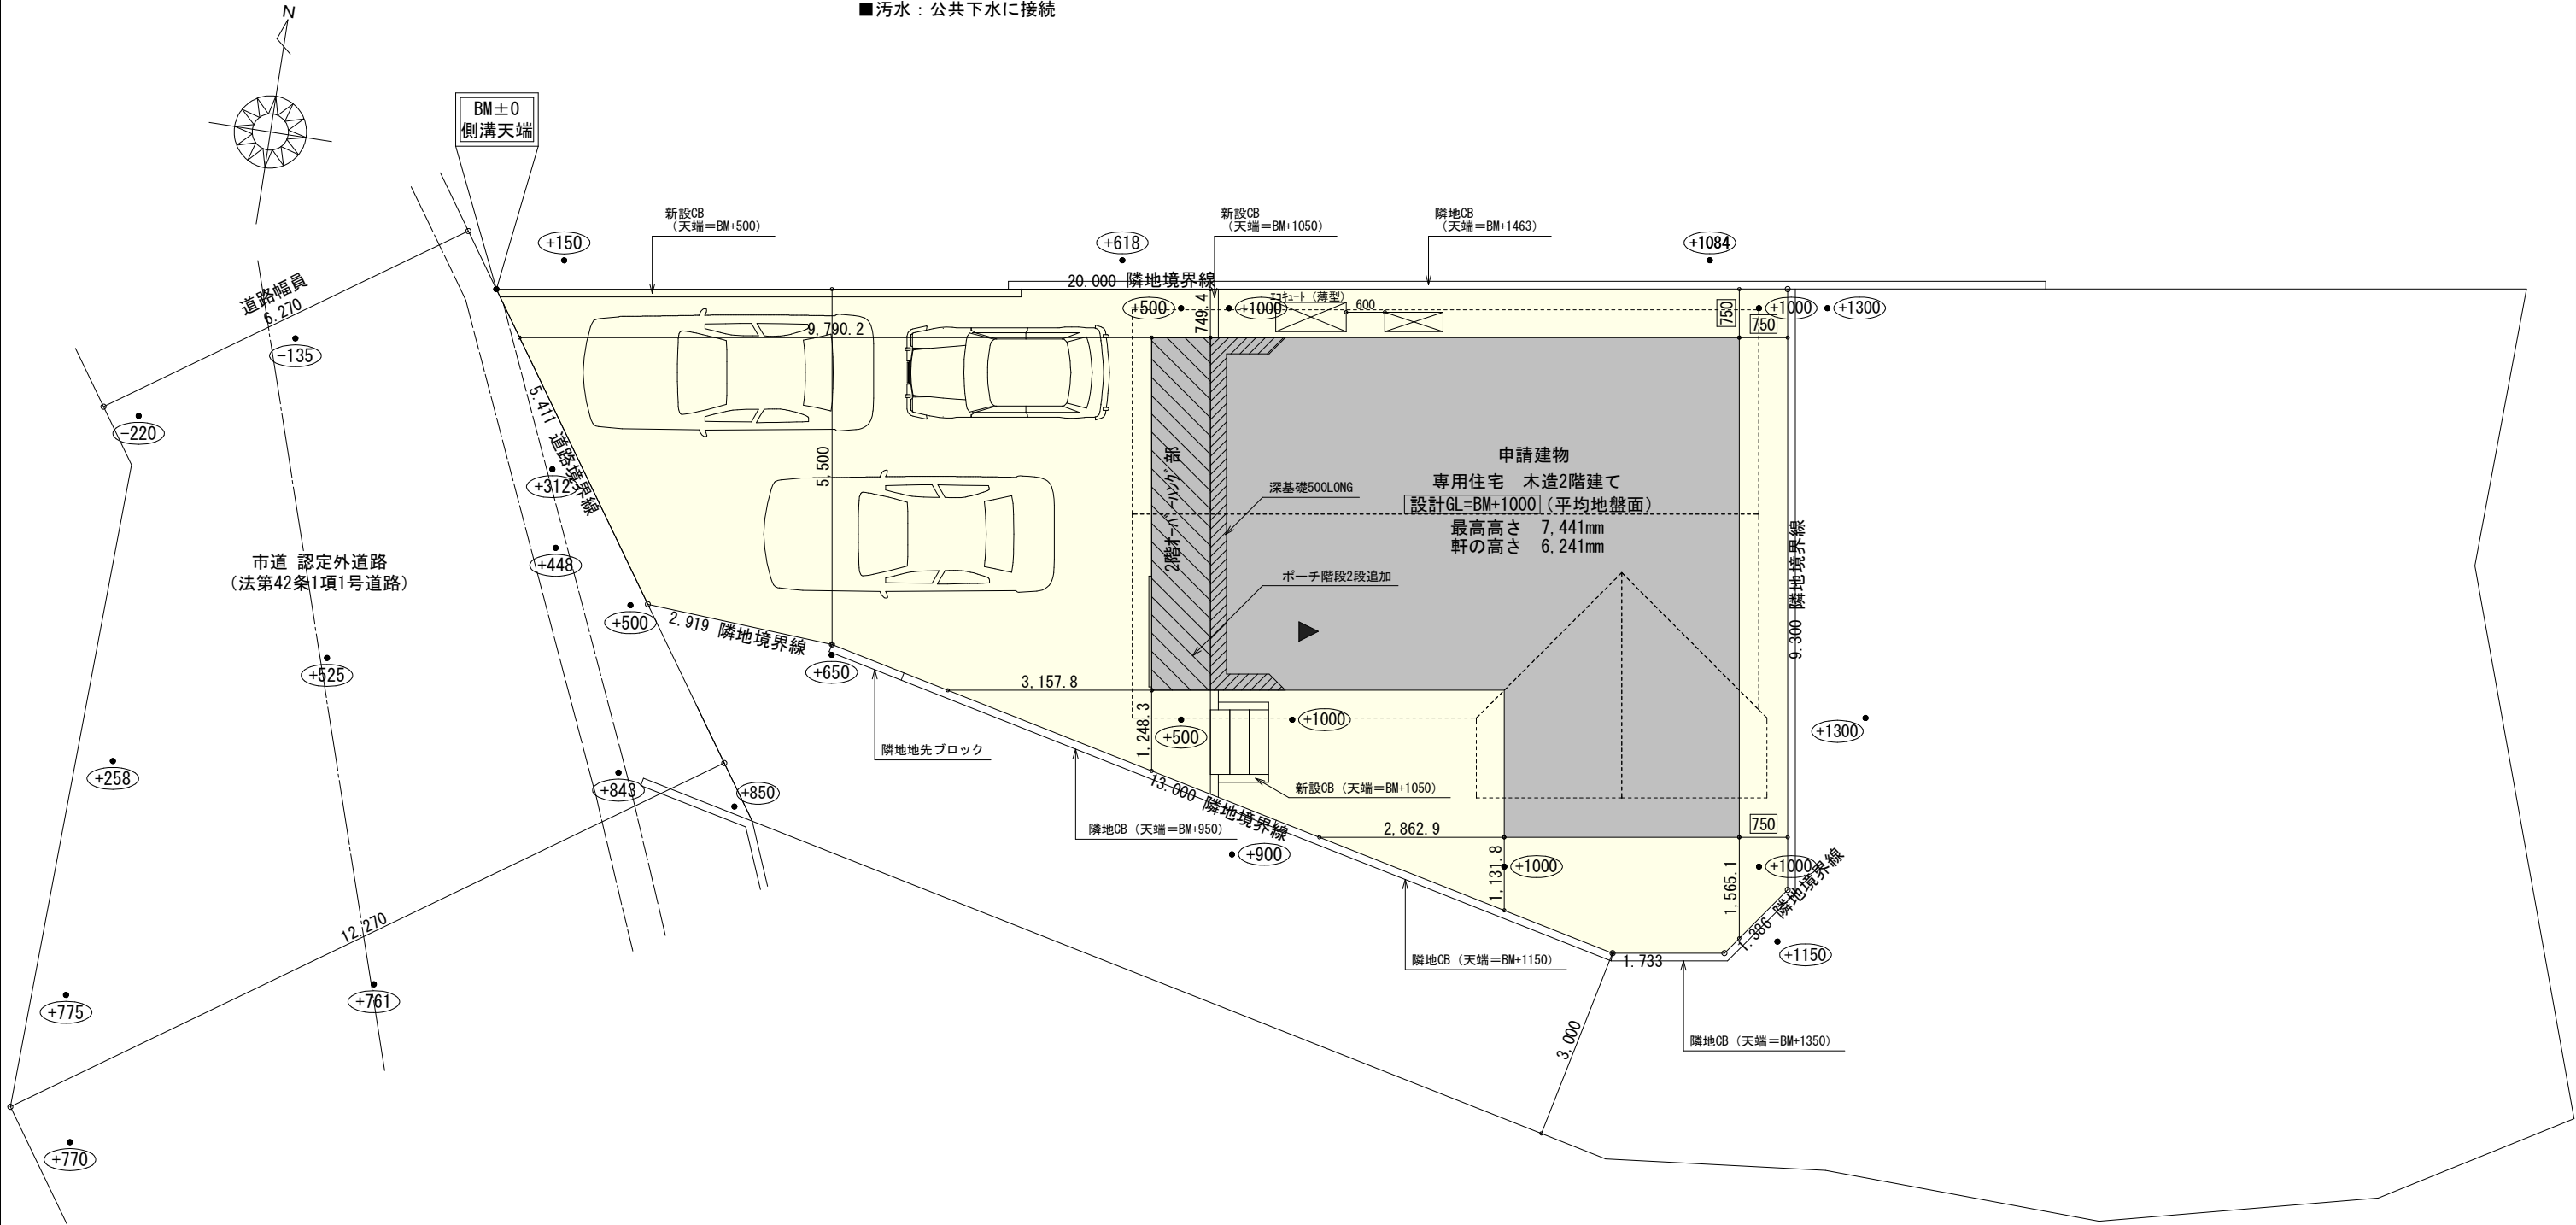 ■汚水：公共下水に接続
N
BM±0
側溝天端
新設CB
（天端＝BM+500）
新設CB
（天端＝BM+1050）
隣地CB
（天端＝BM+1463）
+150
+618
+1084
道路幅員
6.270
20.000 隣地境界線
エコキュート（薄型）
600
+500
749.4
+1000
750
750
+1000
+1300
-135
9,790.2
-220
5.411 道路境界線
5,500
2階オーバーハング部
申請建物
専用住宅　木造2階建て
設計GL=BM+1000（平均地盤面）
最高高さ　7,441mm
軒の高さ　6,241mm
深基礎500LONG
ポーチ階段2段追加
+312
+448
市道 認定外道路
（法第42条1項1号道路）
9.300 隣地境界線
+500
2.919 隣地境界線
+650
+525
3,157.8
1,248.3
+500
+1000
+1300
隣地地先ブロック
+258
+843
+850
13.000 隣地境界線
新設CB（天端＝BM+1050）
隣地CB（天端＝BM+950）
2,862.9
750
+900
1,131.8
+1000
1,565.1
+1000
1.386 隣地境界線
12.270
隣地CB（天端＝BM+1150）
1.733
+1150
+775
+761
3,000
隣地CB（天端＝BM+1350）
+770